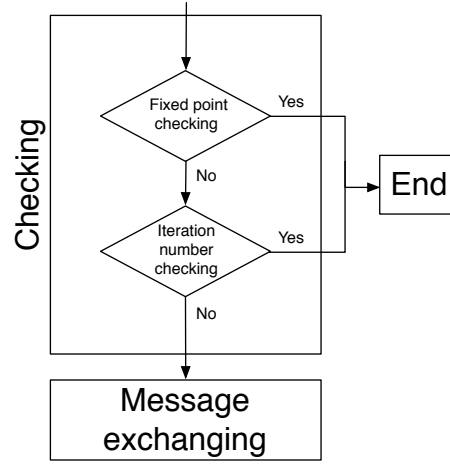 Checking
Fixed point
checking
Yes
No
Iteration
number
checking
Yes
No
End
Message
exchanging